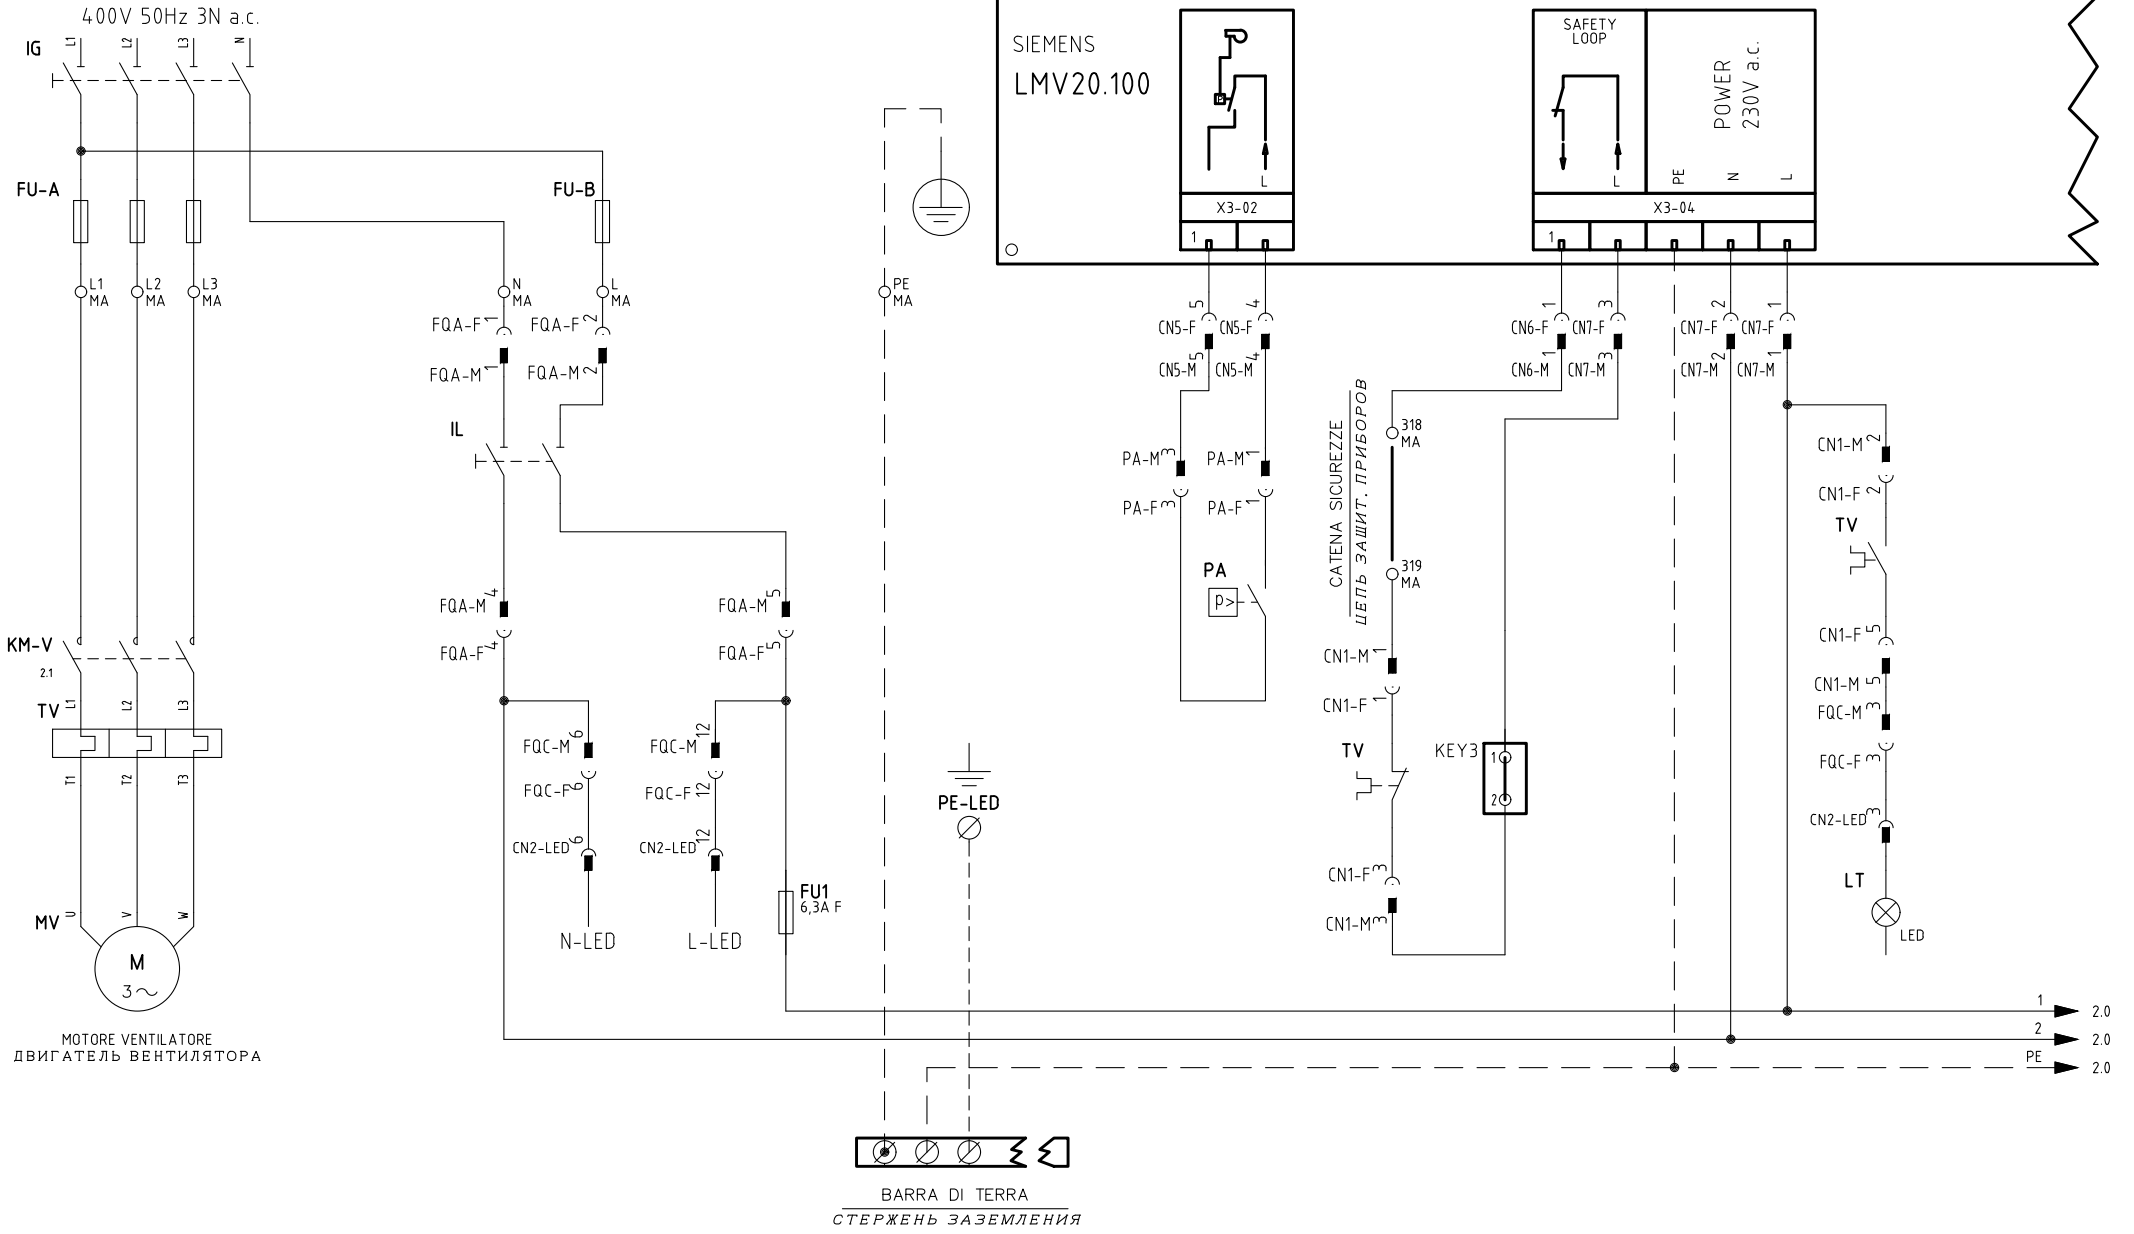 400V 50Hz 3N a.c.
IG
L1
L2
L3
N
FU-A
FU-B
L1
MA
L2
MA
L3
MA
N
MA
L
MA
PE
MA
FQA-F 1
FQA-F 2
FQA-M 1
FQA-M 2
IL
FQA-M 4
FQA-M 5
FQA-F 4
FQA-F 5
KM-V
2.1
TV
L1
L2
L3
T1
T2
T3
MV
U
V
W
M
3~
MOTORE VENTILATORE
ДВИГАТЕЛЬ ВЕНТИЛЯТОРА
FQC-M 6
FQC-M 12
FQC-F 6
FQC-F 12
CN2-LED 6
CN2-LED 12
N-LED
L-LED
FU1
6,3A F
PE-LED
BARRA DI TERRA
СТЕРЖЕНЬ ЗАЗЕМЛЕНИЯ
SIEMENS
LMV20.100
P
L
X3-02
1
SAFETY
LOOP
L
POWER
230V a.c.
PE
N
L
X3-04
1
CN5-F 5
CN5-F 4
CN5-M 5
CN5-M 4
PA-M 3
PA-M 1
PA-F 3
PA-F 1
PA
p>
CN6-F 1
CN7-F 3
CN7-F 2
CN7-F 1
CN6-M 1
CN7-M 3
CN7-M 2
CN7-M 1
CATENA SICUREZZE
ЦЕПЬ ЗАЩИТ. ПРИБОРОВ
318
MA
319
MA
CN1-M 1
CN1-F 1
TV
CN1-F 3
CN1-M 3
KEY3
1
2
CN1-M 2
CN1-F 2
TV
CN1-F 5
CN1-M 5
FQC-M 3
FQC-F 3
CN2-LED 3
LT
LED
1
2.0
2
2.0
PE
2.0